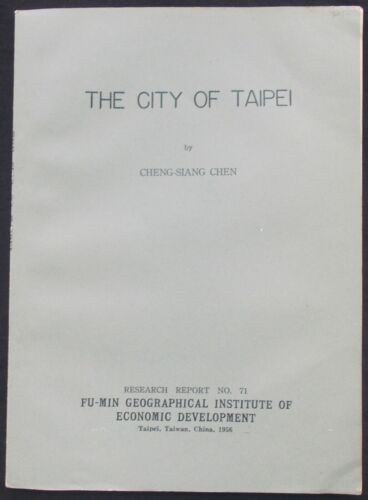 THE CITY OF TAIPEI
by
CHENG-SIANG CHEN
RESEARCH REPORT NO. 71
FU-MIN GEOGRAPHICAL INSTITUTE OF
ECONOMIC DEVELOPMENT
Taipei, Taiwan, China, 1956